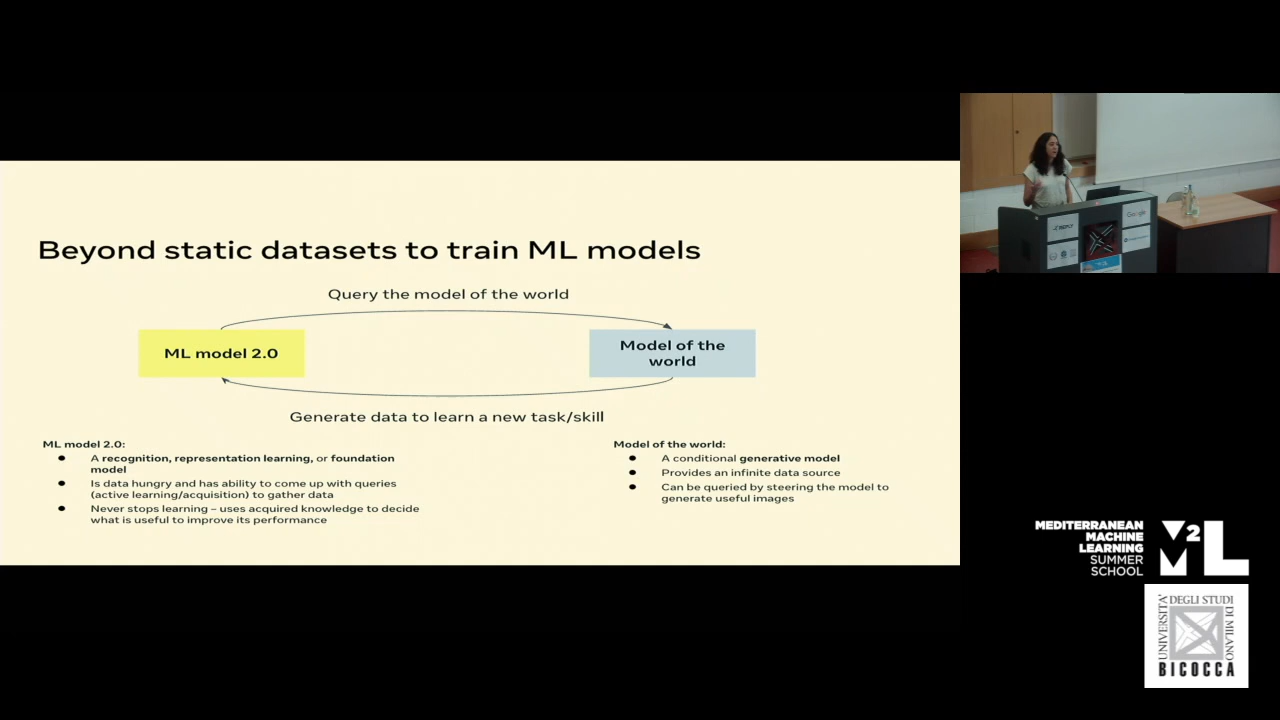 Beyond static datasets to train ML models
Query the model of the world
ML model 2.0
Model of the
world
Generate data to learn a new task/skill
ML model 2.0:
● A recognition, representation learning, or foundation
model
● Is data hungry and has ability to come up with queries
(active learning/acquisition) to gather data
● Never stops learning – uses acquired knowledge to decide
what is useful to improve its performance
Model of the world:
● A conditional generative model
● Provides an infinite data source
● Can be queried by steering the model to
generate useful images
Google
MEDITERRANEAN
MACHINE
LEARNING
SUMMER
SCHOOL
M2L
UNIVERSITÀ
DEGLI STUDI
DI MILANO
BICOCCA